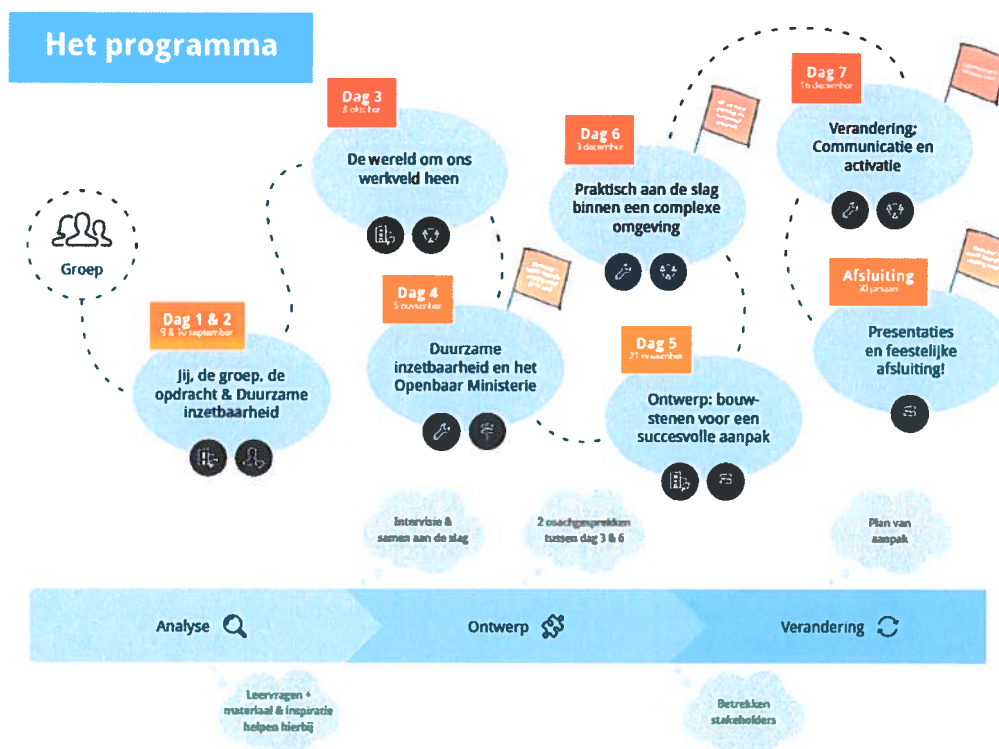 Het programma
Groep
Dag 1 & 2
9 & 10 september
Jij, de groep, de
opdracht & Duurzame
inzetbaarheid
Dag 3
8 oktober
De wereld om ons
werkveld heen
Dag 4
5 november
Duurzame
inzetbaarheid en het
Openbaar Ministerie
Dag 5
21 november
Ontwerp: bouw-
stenen voor een
succesvolle aanpak
Dag 6
3 december
Praktisch aan de slag
binnen een complexe
omgeving
Dag 7
16 december
Verandering;
Communicatie en
activatie
Afsluiting
30 januari
Presentaties
en feestelijke
afsluiting!
Intervisie &
samen aan de slag
2 coachgesprekken
tussen dag 3 & 6
Plan van
aanpak
Analyse
Ontwerp
Verandering
Leervragen +
materiaal & inspiratie
helpen hierbij
Betrekken
stakeholders